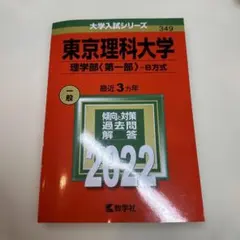 大学入試シリーズ
349
東京理科大学
理学部〈第一部〉-B方式
最近3カ年
一般
傾向と対策
過去問
解答
2022
教学社